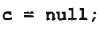 c = null;